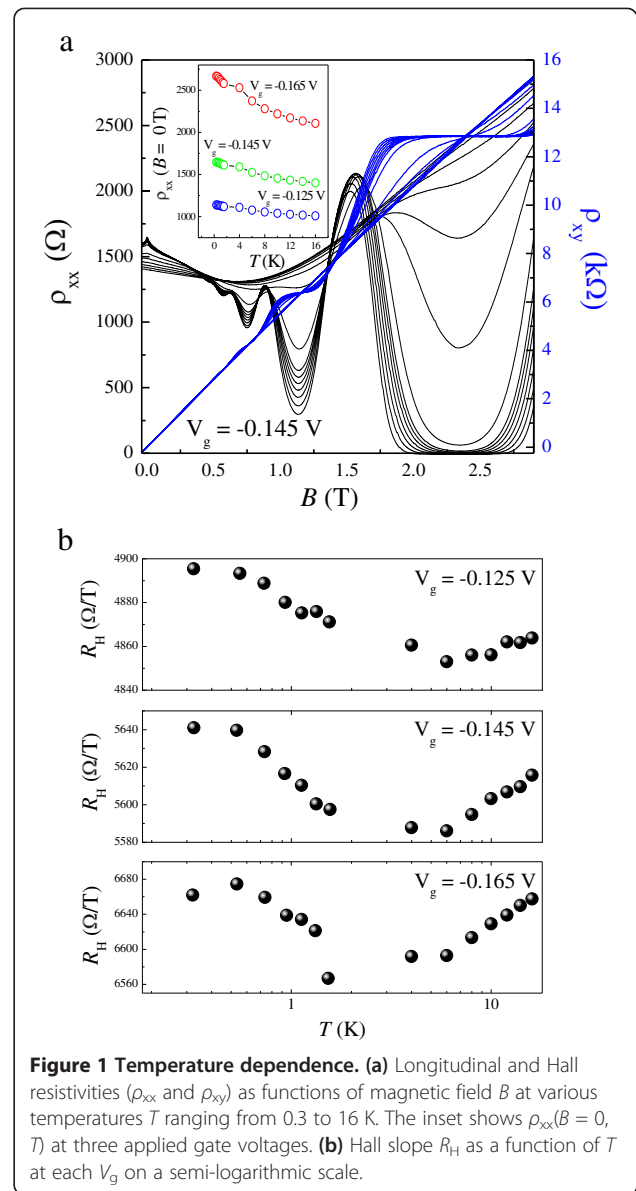 a
3000
2500
2000
1500
1000
500
0
ρxx (Ω)
0.0 0.5 1.0 1.5 2.0 2.5
B (T)
16
14
12
10
8
6
4
2
0
ρxy (kΩ)
Vg = -0.145 V
2500
2000
1500
1000
ρxx (B = 0 T)
0 2 4 6 8 10 12 14 16
T (K)
Vg = -0.165 V
Vg = -0.145 V
Vg = -0.125 V
b
4900
4880
4860
4840
RH (Ω/T)
Vg = -0.125 V
5640
5620
5600
5580
RH (Ω/T)
Vg = -0.145 V
6680
6640
6600
6560
RH (Ω/T)
Vg = -0.165 V
1 10
T (K)
Figure 1 Temperature dependence. (a) Longitudinal and Hall
resistivities (ρxx and ρxy) as functions of magnetic field B at various
temperatures T ranging from 0.3 to 16 K. The inset shows ρxx(B = 0,
T) at three applied gate voltages. (b) Hall slope RH as a function of T
at each Vg on a semi-logarithmic scale.